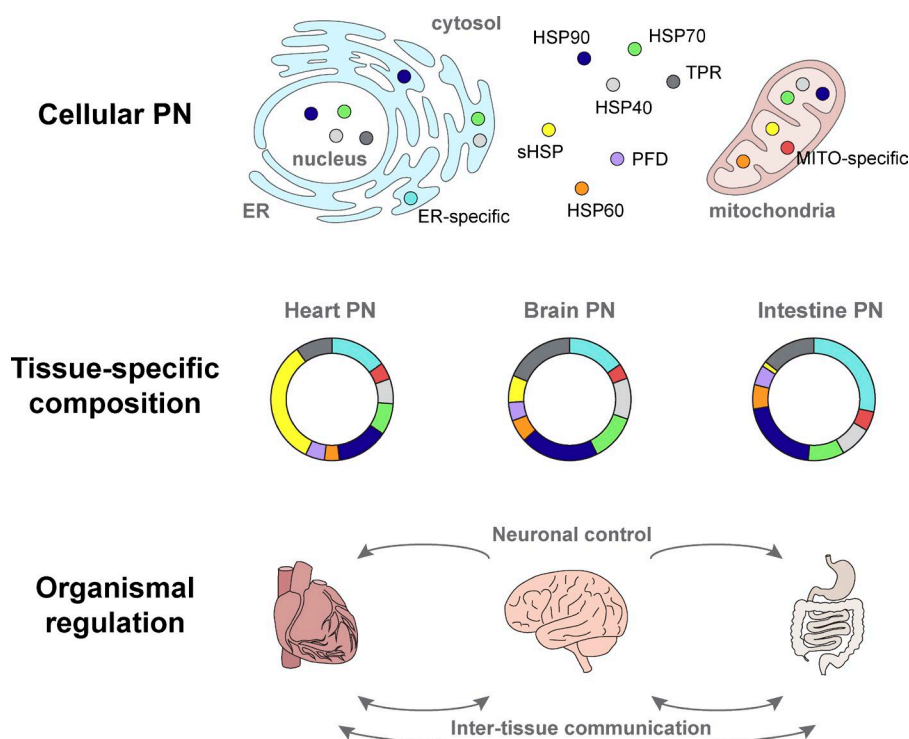 cytosol
HSP90
HSP70
TPR
Cellular PN
HSP40
nucleus
sHSP
PFD
MITO-specific
ER
ER-specific
HSP60
mitochondria
Heart PN
Brain PN
Intestine PN
Tissue-specific
composition
Neuronal control
Organismal
regulation
Inter-tissue communication